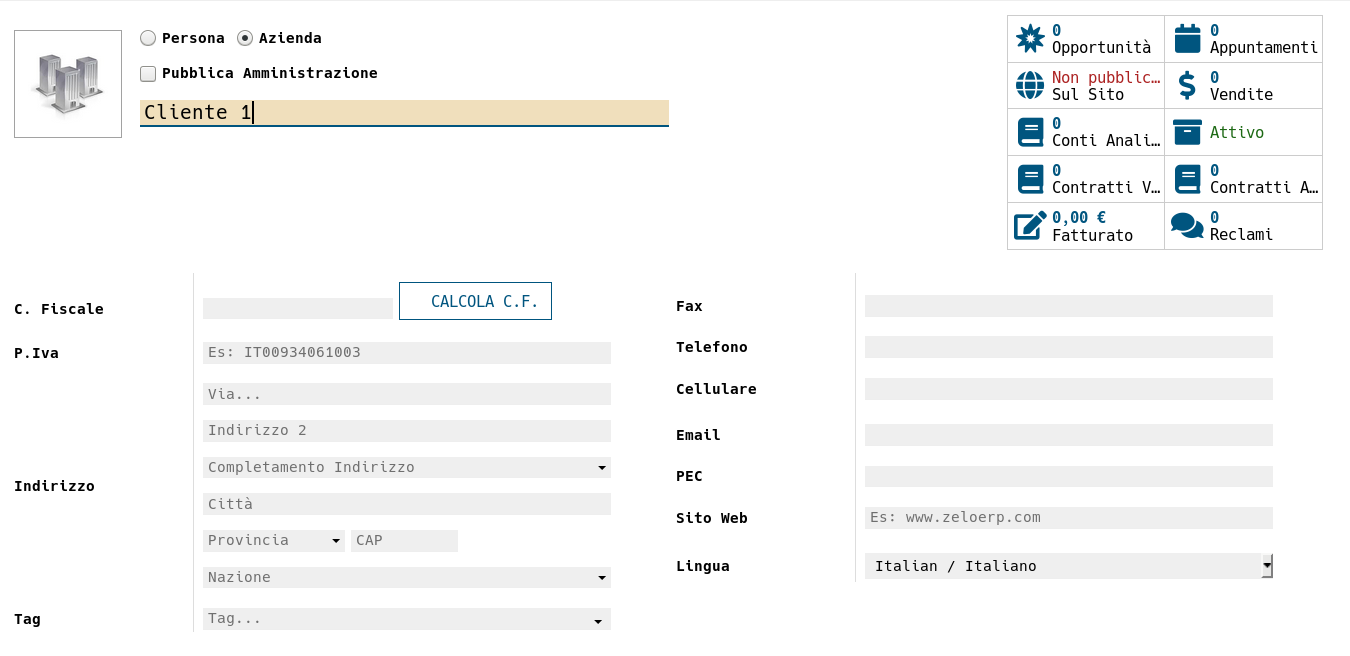 Persona Azienda
Pubblica Amministrazione
Cliente 1
0
Opportunità
0
Appuntamenti
Non pubblic…
Sul Sito
0
Vendite
0
Conti Anali…
Attivo
0
Contratti V…
0
Contratti A…
0,00 €
Fatturato
0
Reclami
C. Fiscale
CALCOLA C.F.
P.Iva
Es: IT00934061003
Indirizzo
Via...
Indirizzo 2
Completamento Indirizzo
Città
Provincia CAP
Nazione
Tag
Tag...
Fax
Telefono
Cellulare
Email
PEC
Sito Web
Es: www.zeloerp.com
Lingua
Italian / Italiano